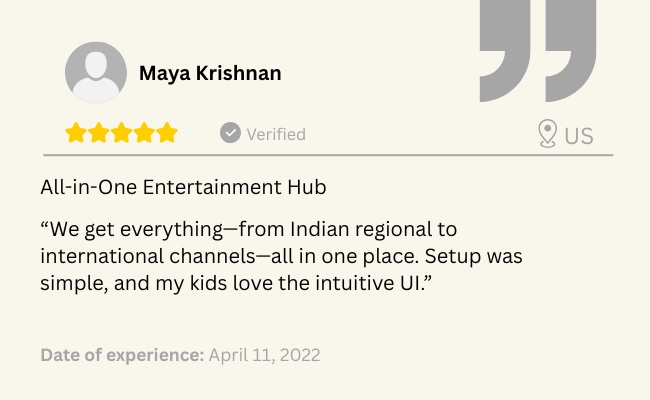 Maya Krishnan
Verified
US
All-in-One Entertainment Hub
“We get everything—from Indian regional to
international channels—all in one place. Setup was
simple, and my kids love the intuitive UI.”
Date of experience: April 11, 2022